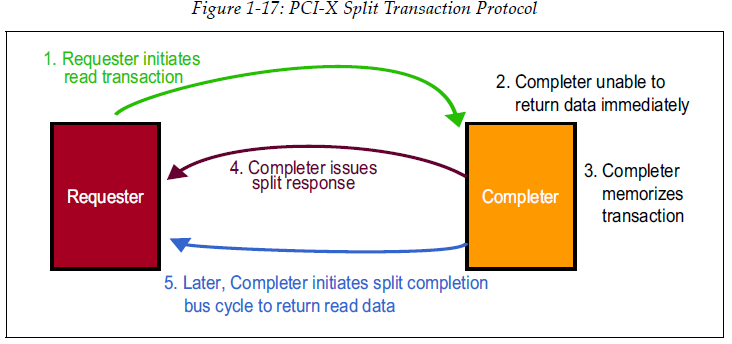 Figure 1-17: PCI-X Split Transaction Protocol
1. Requester initiates
read transaction
2. Completer unable to
return data immediately
Requester
4. Completer issues
split response
Completer
3. Completer
memorizes
transaction
5. Later, Completer initiates split completion
bus cycle to return read data